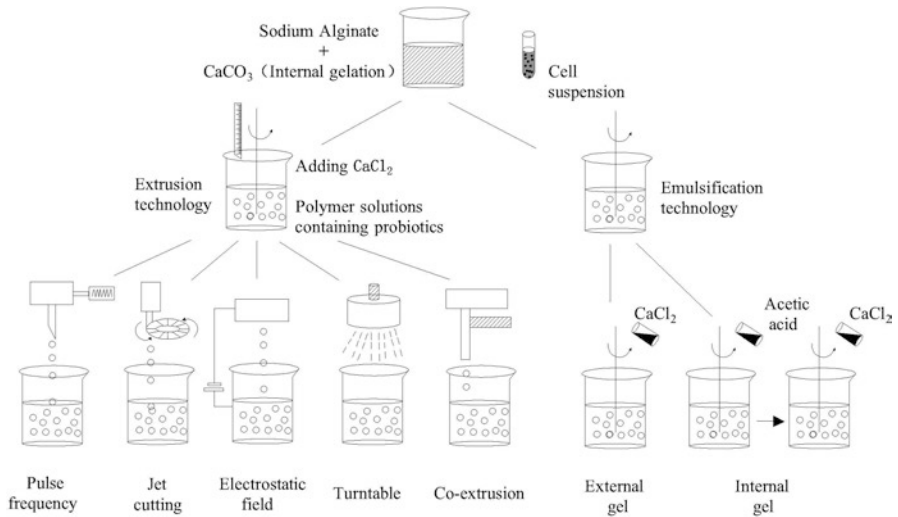 Sodium Alginate
+
CaCO₃ (Internal gelation)
Cell
suspension
Extrusion
technology
Adding CaCl₂
Polymer solutions
containing probiotics
Emulsification
technology
CaCl₂
Acetic
acid
CaCl₂
Pulse
frequency
Jet
cutting
Electrostatic
field
Turntable
Co-extrusion
External
gel
Internal
gel